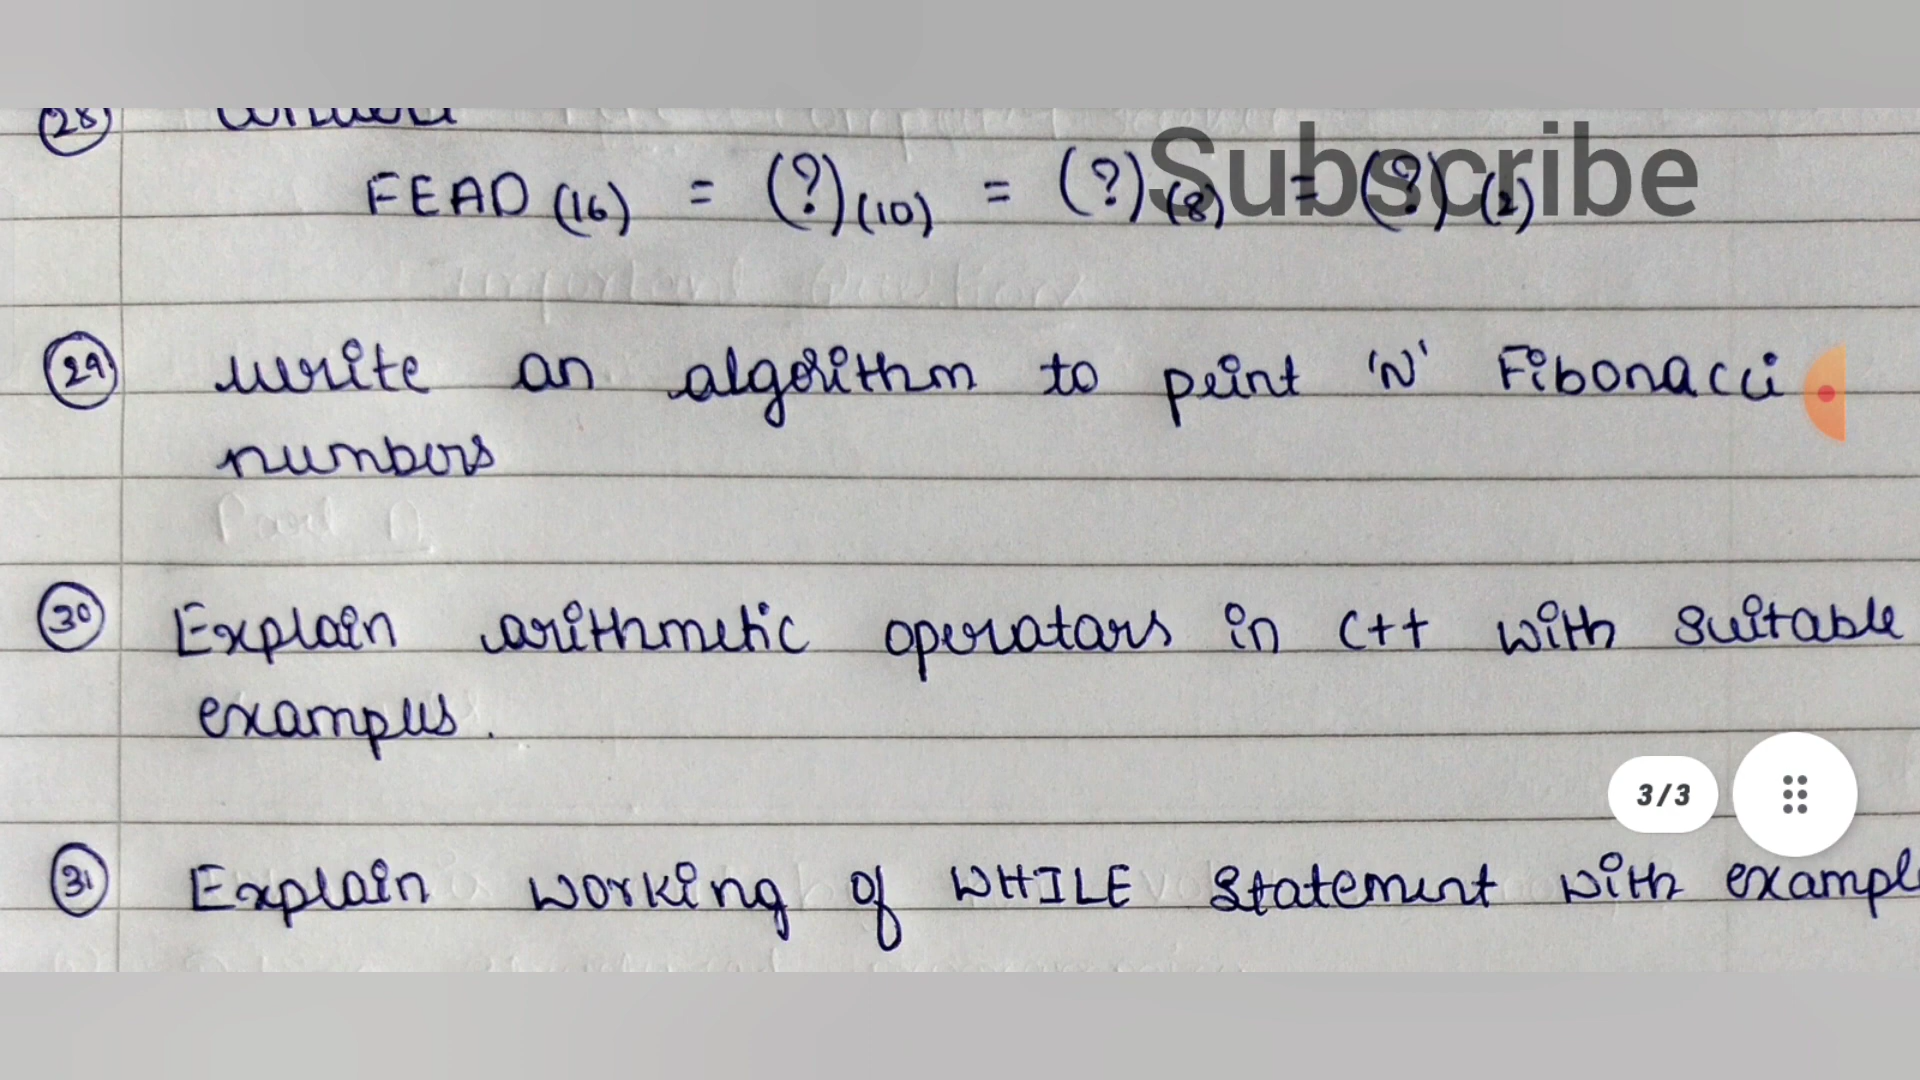 28
FEAD (16) = (?)(10) = (?)(8) = (?)(2)
Subscribe
29 write an algorithm to print 'N' Fibonacci
numbers
30 Explain arithmetic operators in C++ with suitable
examples.
3/3
31 Explain working of WHILE statement with